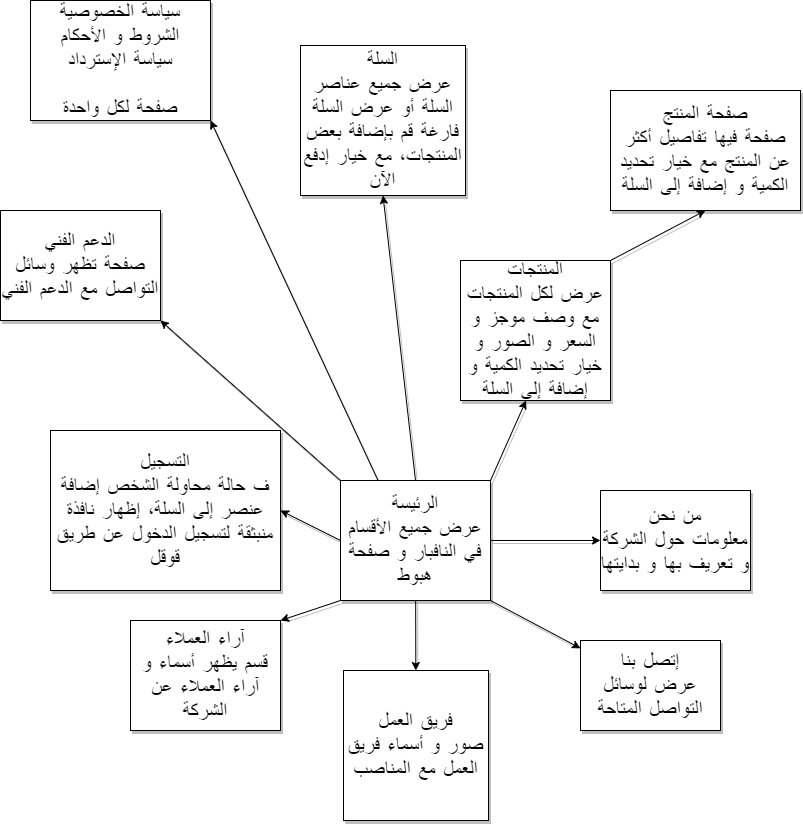 سياسة الخصوصية
الشروط و الأحكام
سياسة الإسترداد
صفحة لكل واحدة
السلة
عرض جميع عناصر
السلة أو عرض السلة
فارغة قم بإضافة بعض
المنتجات، مع خيار إدفع
الآن
صفحة المنتج
صفحة فيها تفاصيل أكثر
عن المنتج مع خيار تحديد
الكمية و إضافة إلى السلة
الدعم الفني
صفحة تظهر وسائل
التواصل مع الدعم الفني
المنتجات
عرض لكل المنتجات
مع وصف موجز و
السعر و الصور و
خيار تحديد الكمية و
إضافة إلى السلة
التسجيل
ف حالة محاولة الشخص إضافة
عنصر إلى السلة، إظهار نافذة
منبثقة لتسجيل الدخول عن طريق
قوقل
الرئيسة
عرض جميع الأقسام
في النافبار و صفحة
هبوط
من نحن
معلومات حول الشركة
و تعريف بها و بدايتها
آراء العملاء
قسم يظهر أسماء و
آراء العملاء عن
الشركة
إتصل بنا
عرض لوسائل
التواصل المتاحة
فريق العمل
صور و أسماء فريق
العمل مع المناصب